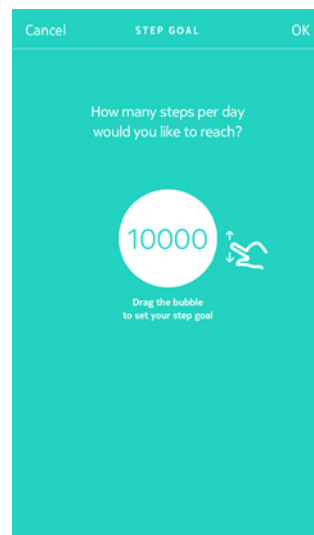 Cancel STEP GOAL OK
How many steps per day
would you like to reach?
10000
Drag the bubble
to set your step goal